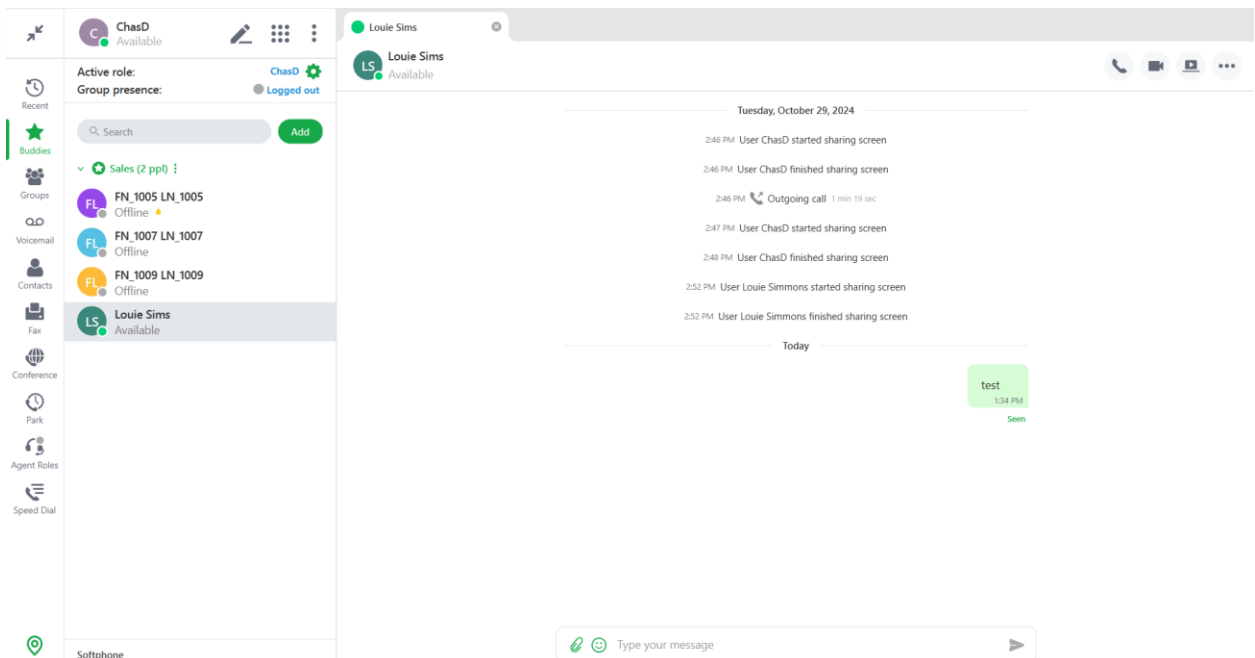 C
ChasD
Available
Active role:
ChasD
Group presence:
Logged out
Search
Add
Sales (2 ppl)
FL
FN_1005 LN_1005
Offline
FL
FN_1007 LN_1007
Offline
FL
FN_1009 LN_1009
Offline
LS
Louie Sims
Available
Softphone
Recent
Buddies
Groups
Voicemail
Contacts
Fax
Conference
Park
Agent Roles
Speed Dial
Louie Sims
LS
Louie Sims
Available
Tuesday, October 29, 2024
2:46 PM User ChasD started sharing screen
2:46 PM User ChasD finished sharing screen
2:46 PM Outgoing call 1 min 19 sec
2:47 PM User ChasD started sharing screen
2:48 PM User ChasD finished sharing screen
2:52 PM User Louie Simmons started sharing screen
2:52 PM User Louie Simmons finished sharing screen
Today
test
1:34 PM
Seen
Type your message